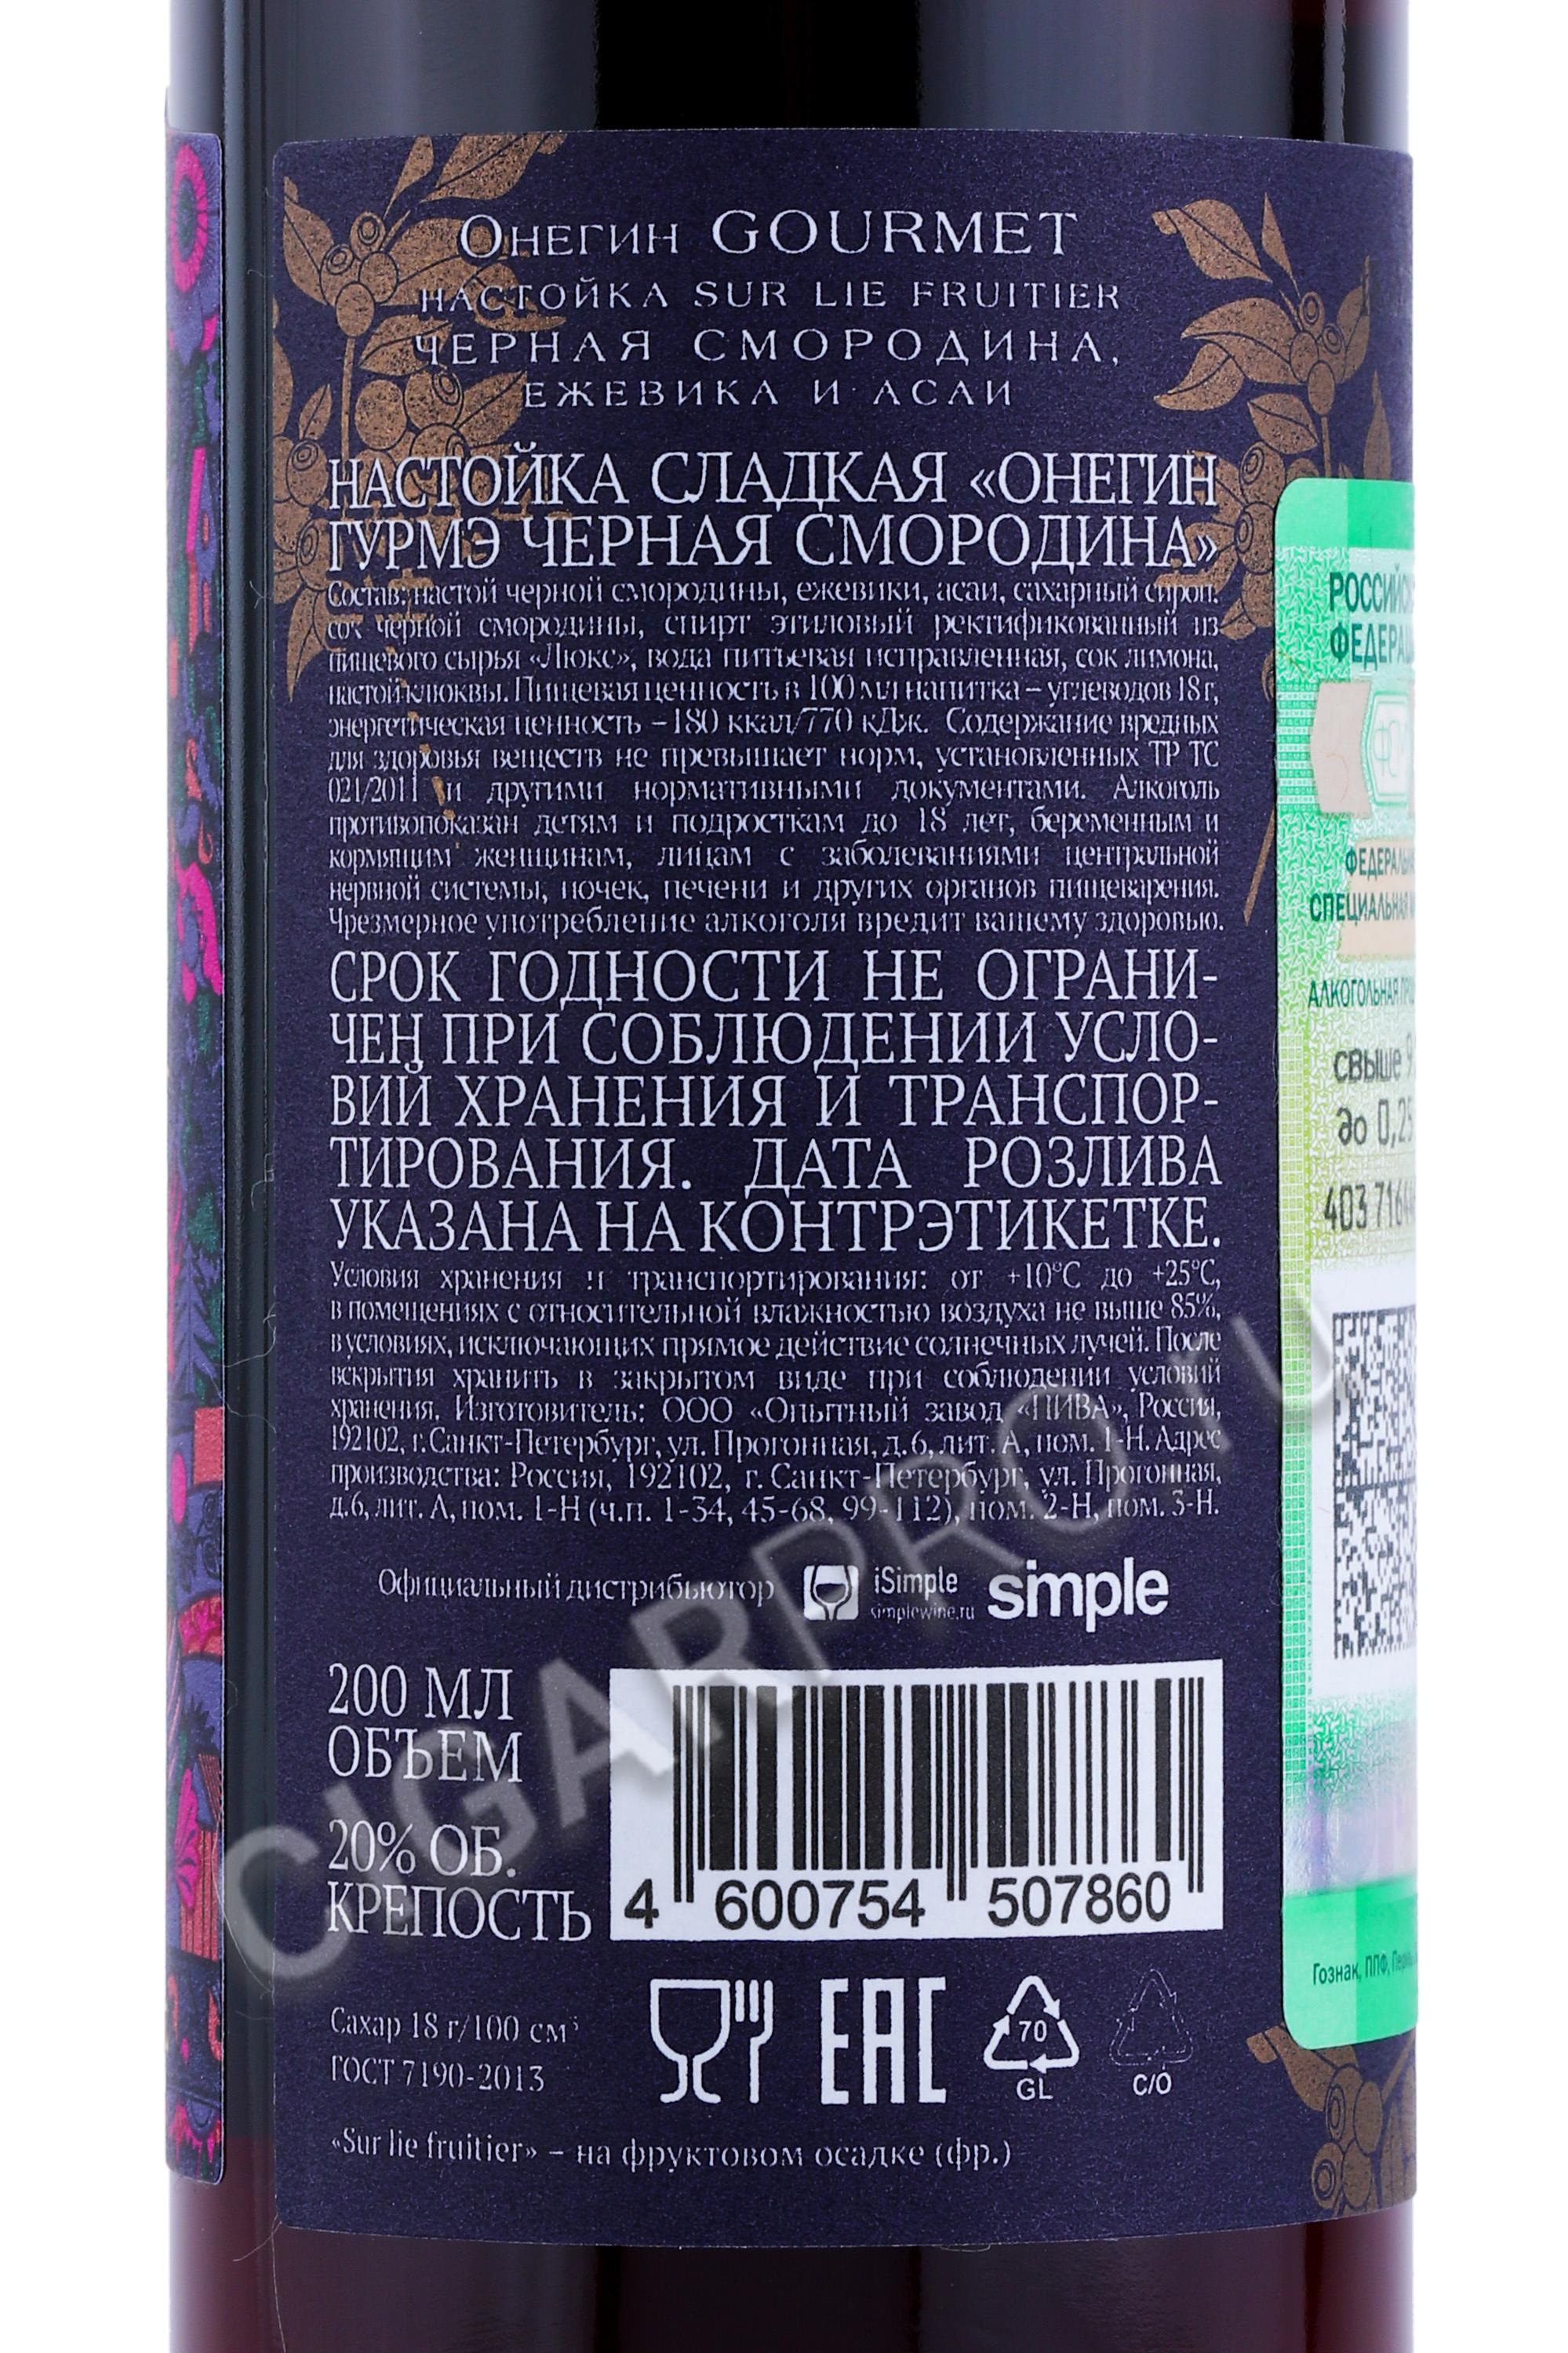 Онегин GOURMET
НАСТОЙКА SUR LIE FRUITIER
ЧЕРНАЯ СМОРОДИНА,
ЕЖЕВИКА И АСАИ
НАСТОЙКА СЛАДКАЯ «ОНЕГИН
ГУРМЭ ЧЕРНАЯ СМОРОДИНА»
Состав: настой черной смородины, ежевики, асаи, сахарный сироп,
сок черной смородины, спирт этиловый ректификованный из
пищевого сырья «Люкс», вода питьевая исправленная, сок лимона,
настой клюквы. Пищевая ценность в 100 мл напитка – углеводов 18 г,
энергетическая ценность – 180 ккал/770 кДж. Содержание вредных
для здоровья веществ не превышает норм, установленных ТР ТС
021/2011 и другими нормативными документами. Алкоголь
противопоказан детям и подросткам до 18 лет, беременным и
кормящим женщинам, лицам с заболеваниями центральной
нервной системы, почек, печени и других органов пищеварения.
Чрезмерное употребление алкоголя вредит вашему здоровью.
СРОК ГОДНОСТИ НЕ ОГРАНИ-
ЧЕН ПРИ СОБЛЮДЕНИИ УСЛО-
ВИЙ ХРАНЕНИЯ И ТРАНСПОР-
ТИРОВАНИЯ. ДАТА РОЗЛИВА
УКАЗАНА НА КОНТРЭТИКЕТКЕ.
Условия хранения и транспортирования: от +10°С до +25°С,
в помещениях с относительной влажностью воздуха не выше 85%,
в условиях, исключающих прямое действие солнечных лучей. После
вскрытия хранить в закрытом виде при соблюдении условий
хранения. Изготовитель: ООО «Опытный завод «ПИВА», Россия,
192102, г.Санкт-Петербург, ул. Прогонная, д.6, лит. А, пом. 1-Н. Адрес
производства: Россия, 192102, г. Санкт-Петербург, ул. Прогонная,
д.6, лит. А, пом. 1-Н (ч.п. 1-34, 45-68, 99-112), пом. 2-Н, пом. 3-Н.
Официальный дистрибьютор iSimple simplewine.ru simple
200 МЛ
ОБЪЕМ
20% ОБ.
КРЕПОСТЬ
4 600754 507860
Сахар 18 г/100 см³
ГОСТ 7190-2013
EAC 70 GL C/O
«Sur lie fruitier» – на фруктовом осадке (фр.)
ФЕДЕРАЛЬНАЯ
СПЕЦИАЛЬНАЯ
АЛКОГОЛЬНАЯ
свыше 9
до 0,25
403
Гознак, ППФ,
CIGARPRO.RU